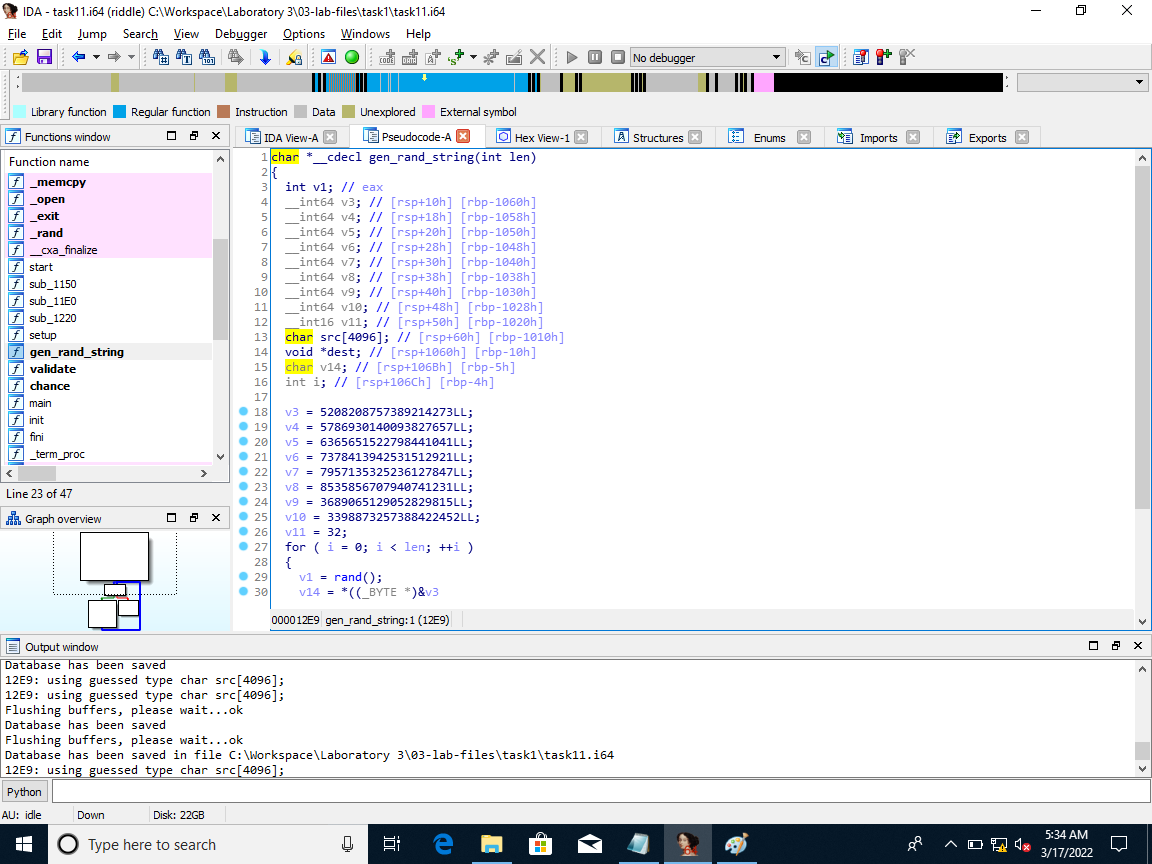 IDA - task11.i64 (riddle) C:\Workspace\Laboratory 3\03-lab-files\task1\task11.i64
File Edit Jump Search View Debugger Options Windows Help
No debugger
Library function Regular function Instruction Data Unexplored External symbol
Functions window
IDA View-A Pseudocode-A Hex View-1 Structures Enums Imports Exports
Function name
_memcpy
_open
_exit
_rand
__cxa_finalize
start
sub_1150
sub_11E0
sub_1220
setup
gen_rand_string
validate
chance
main
init
fini
_term_proc
Line 23 of 47
Graph overview
1 char *__cdecl gen_rand_string(int len)
2 {
3 int v1; // eax
4 __int64 v3; // [rsp+10h] [rbp-1060h]
5 __int64 v4; // [rsp+18h] [rbp-1058h]
6 __int64 v5; // [rsp+20h] [rbp-1050h]
7 __int64 v6; // [rsp+28h] [rbp-1048h]
8 __int64 v7; // [rsp+30h] [rbp-1040h]
9 __int64 v8; // [rsp+38h] [rbp-1038h]
10 __int64 v9; // [rsp+40h] [rbp-1030h]
11 __int64 v10; // [rsp+48h] [rbp-1028h]
12 __int16 v11; // [rsp+50h] [rbp-1020h]
13 char src[4096]; // [rsp+60h] [rbp-1010h]
14 void *dest; // [rsp+1060h] [rbp-10h]
15 char v14; // [rsp+106Bh] [rbp-5h]
16 int i; // [rsp+106Ch] [rbp-4h]
17
18 v3 = 5208208757389214273LL;
19 v4 = 5786930140093827657LL;
20 v5 = 6365651522798441041LL;
21 v6 = 7378413942531512921LL;
22 v7 = 7957135325236127847LL;
23 v8 = 8535856707940741231LL;
24 v9 = 3689065129052829815LL;
25 v10 = 3398873257388422452LL;
26 v11 = 32;
27 for ( i = 0; i < len; ++i )
28 {
29 v1 = rand();
30 v14 = *((_BYTE *)&v3
000012E9 gen_rand_string:1 (12E9)
Output window
Database has been saved
12E9: using guessed type char src[4096];
12E9: using guessed type char src[4096];
Flushing buffers, please wait...ok
Database has been saved
Flushing buffers, please wait...ok
Database has been saved in file C:\Workspace\Laboratory 3\03-lab-files\task1\task11.i64
12E9: using guessed type char src[4096];
Python
AU: idle Down Disk: 22GB
Type here to search
5:34 AM
3/17/2022